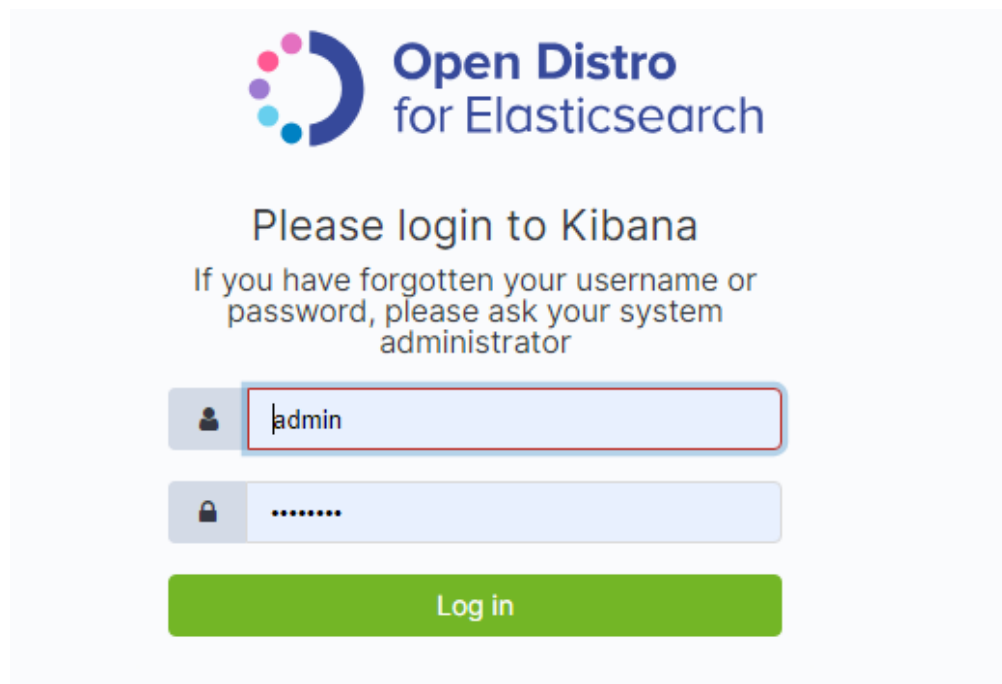 Open Distro
for Elasticsearch
Please login to Kibana
If you have forgotten your username or
password, please ask your system
administrator
admin
••••••••
Log in